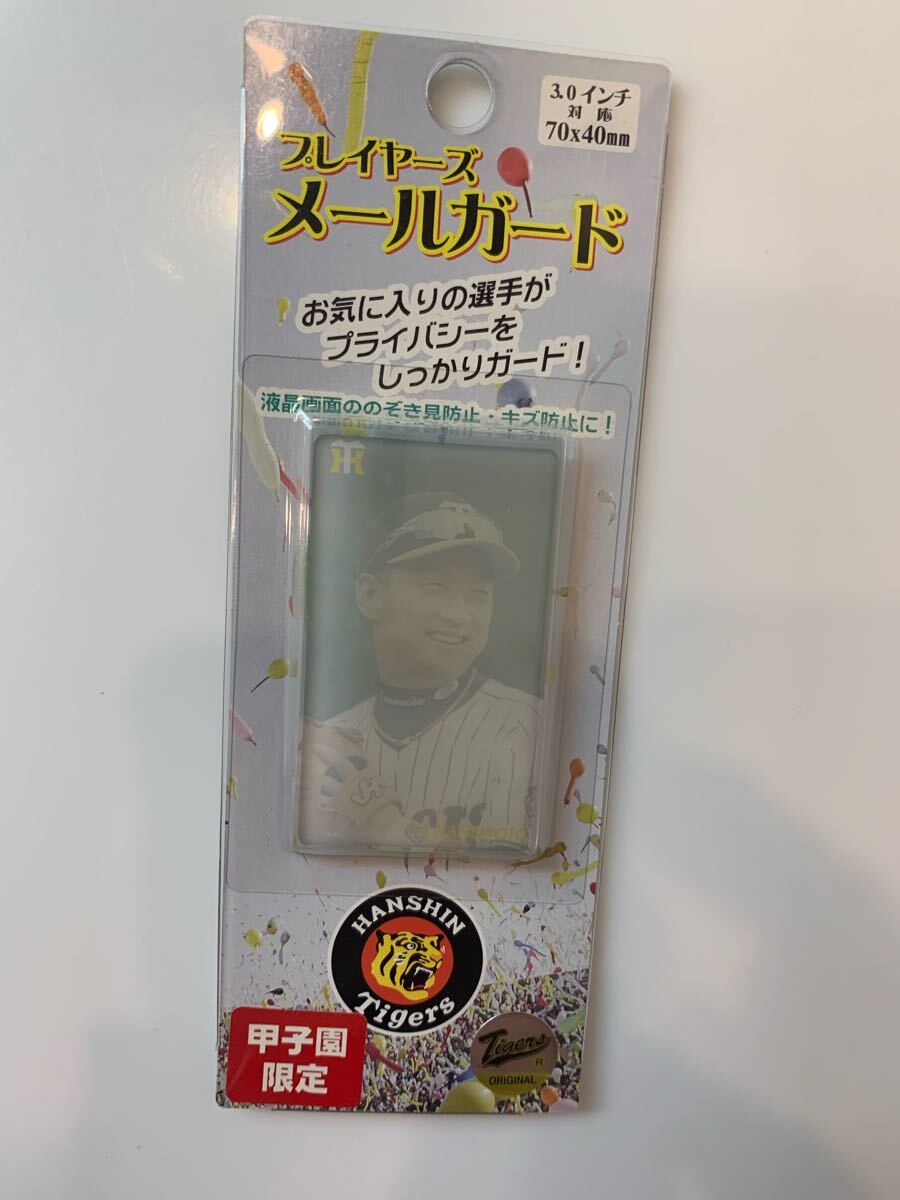 3.0インチ
対応
70x40mm
プレイヤーズ
メールガード
お気に入りの選手が
プライバシーを
しっかりガード！
液晶画面ののぞき見防止・キズ防止に！
HANSHIN
Tigers
甲子園
限定
Tigers
R
ORIGINAL